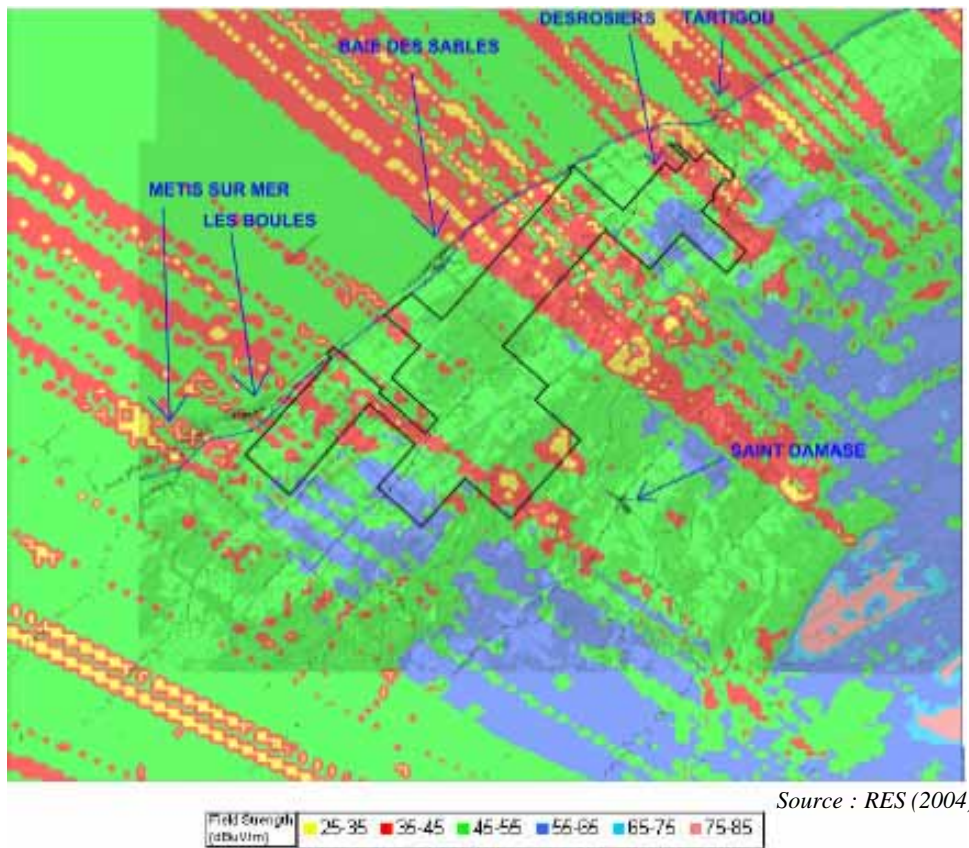 DESROSIERS TARTIGOU
BAIE DES SABLES
METIS SUR MER
LES BOULES
SAINT DAMASE
Source : RES (2004)
Field Strength
(dBuV/m)
25-35 35-45 45-55 55-65 65-75 75-85